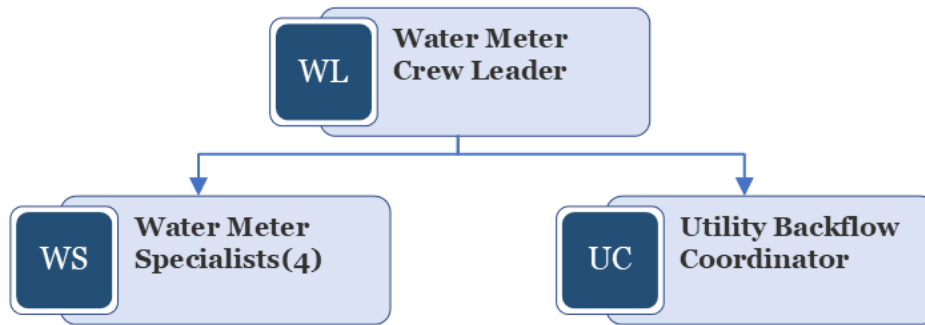 WL
Water Meter
Crew Leader
WS
Water Meter
Specialists(4)
UC
Utility Backflow
Coordinator